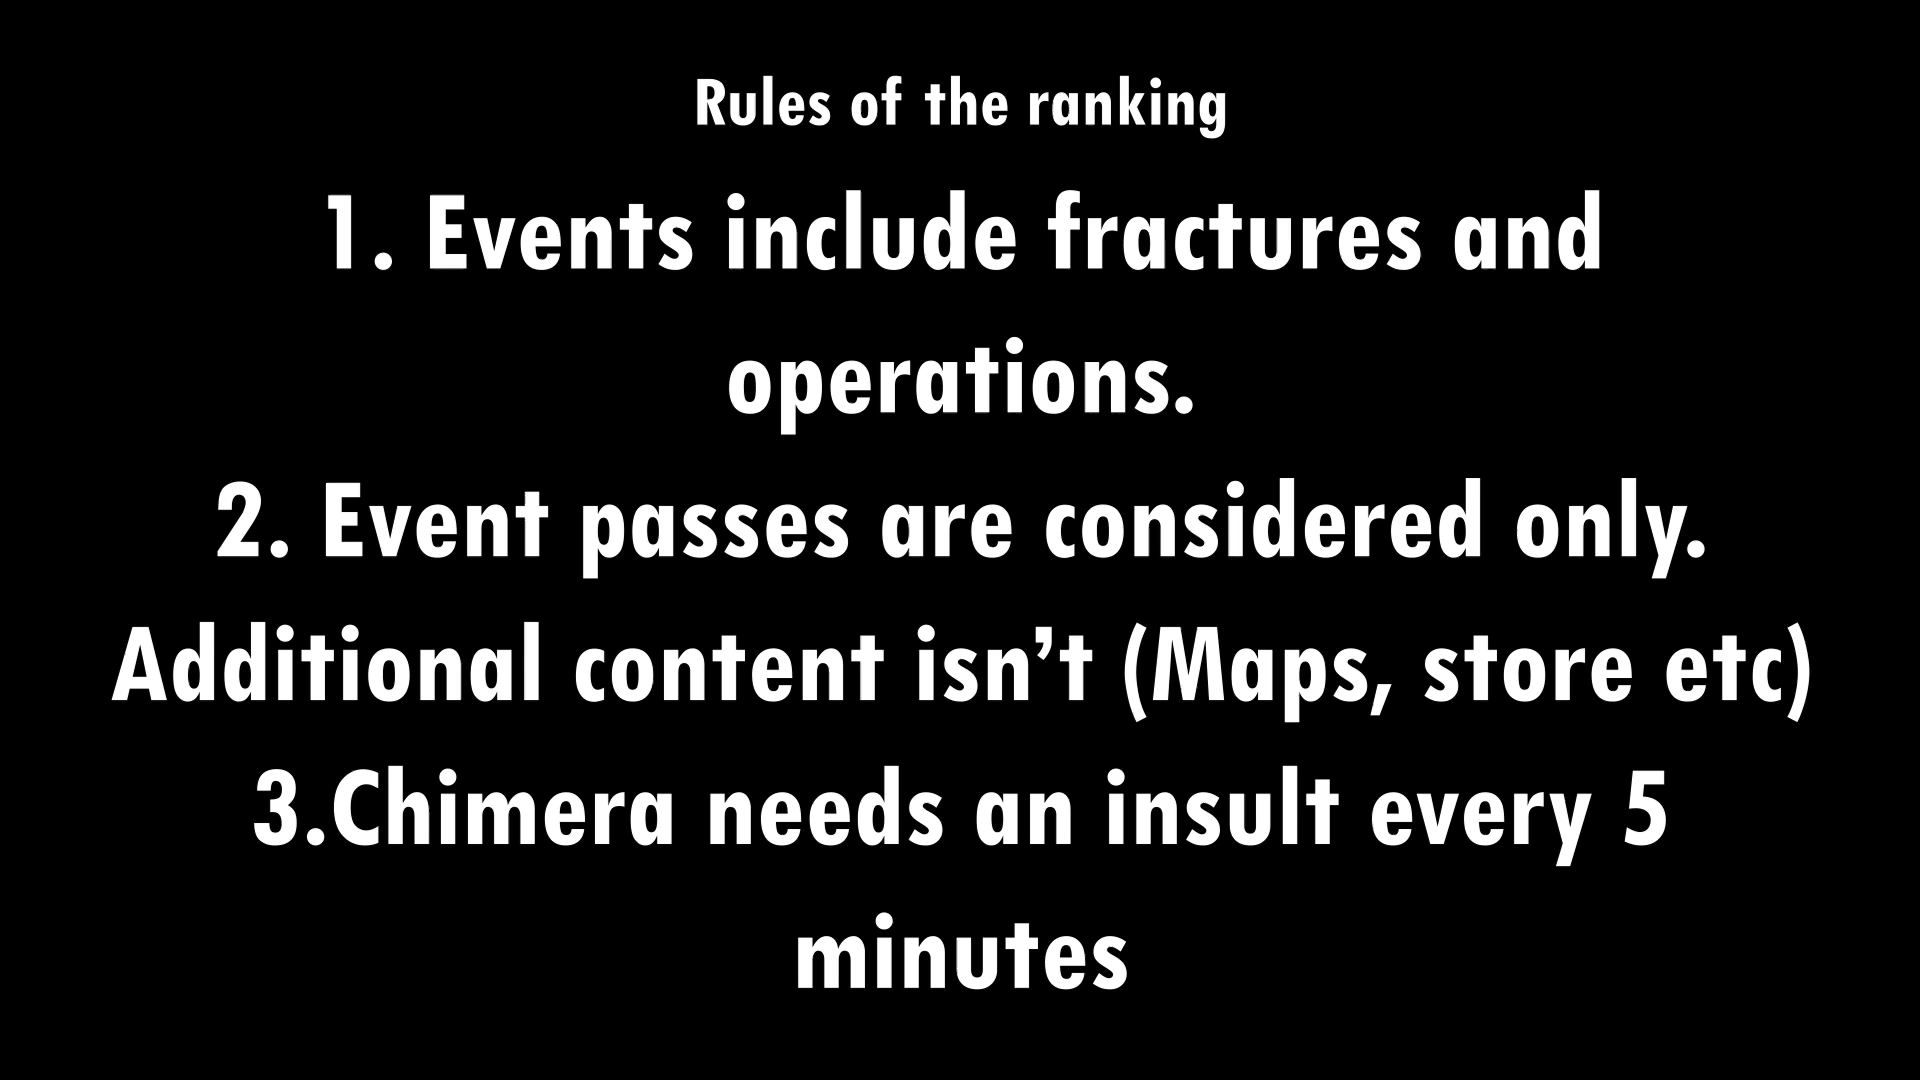 Rules of the ranking
1. Events include fractures and
operations.
2. Event passes are considered only.
Additional content isn’t (Maps, store etc)
3.Chimera needs an insult every 5
minutes